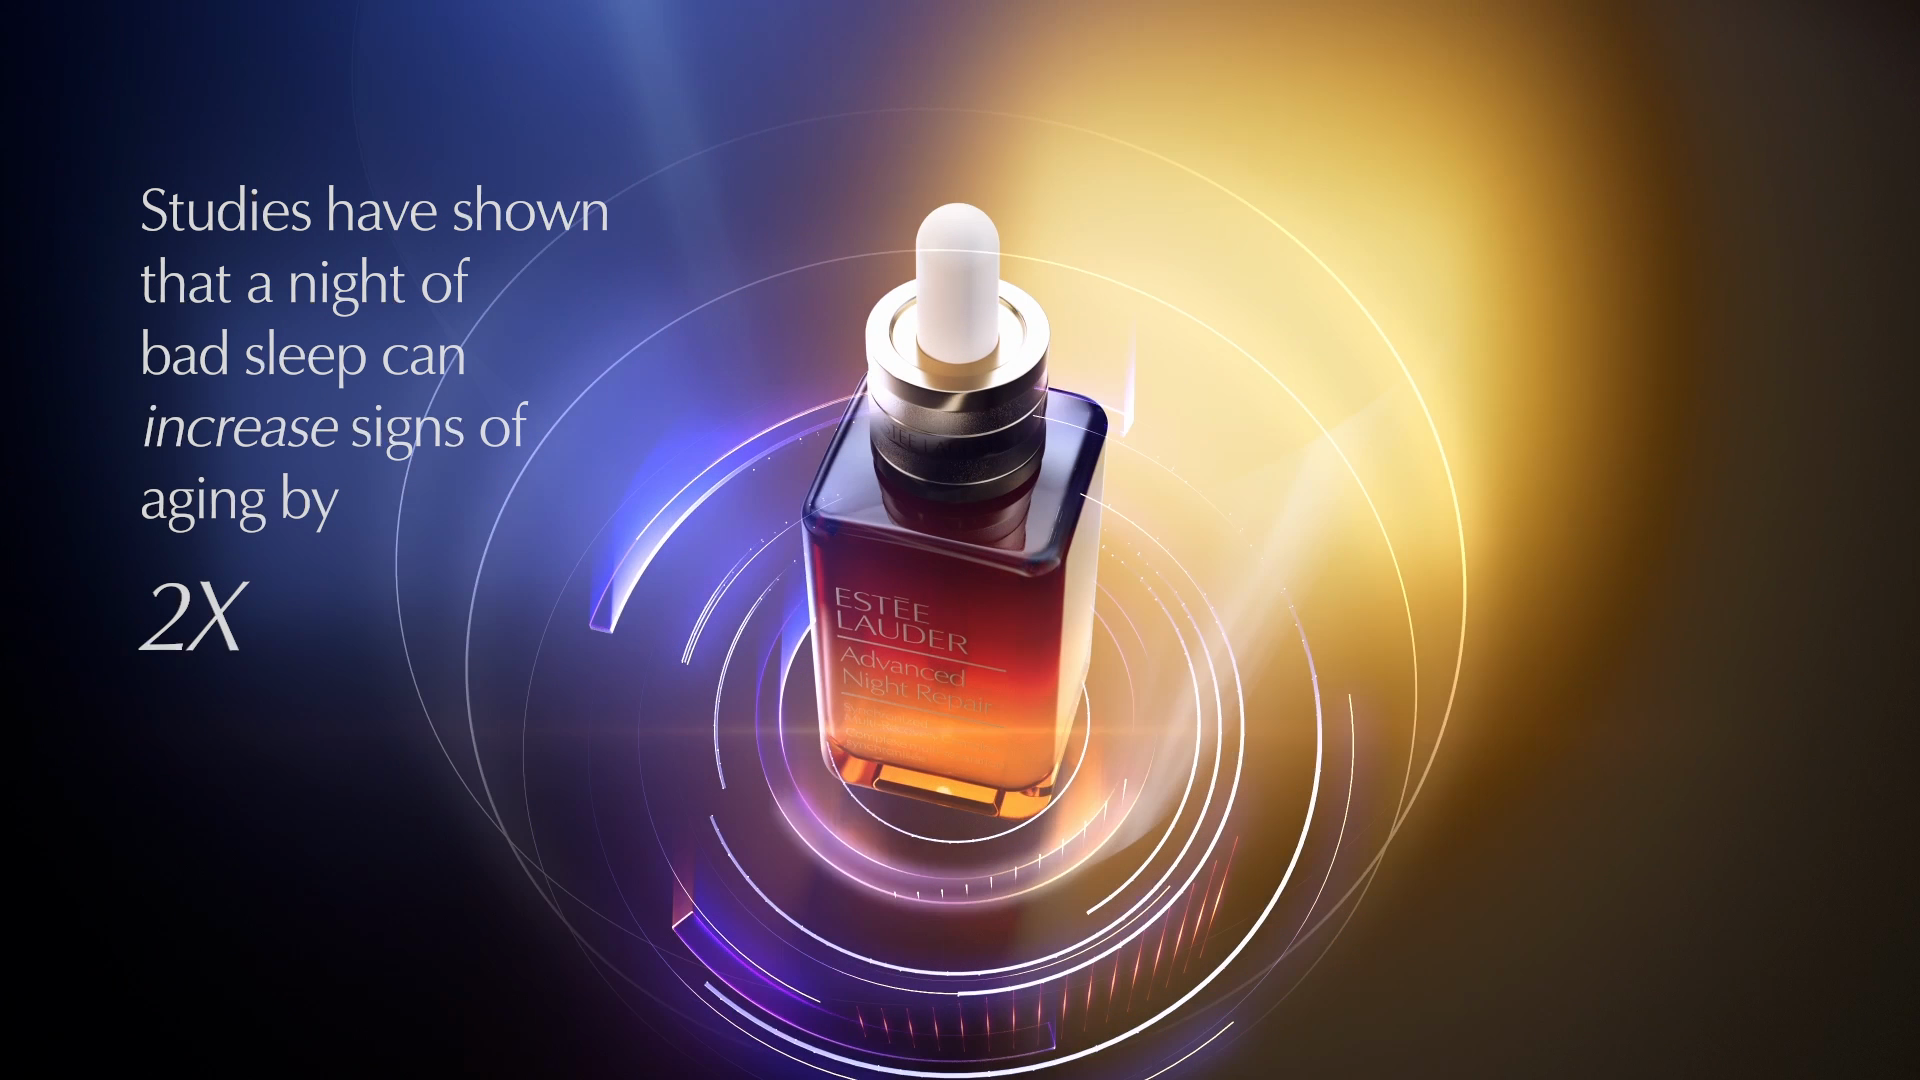 Studies have shown
that a night of
bad sleep can
increase signs of
aging by
2X
ESTĒE
LAUDER
Advanced
Night Repair